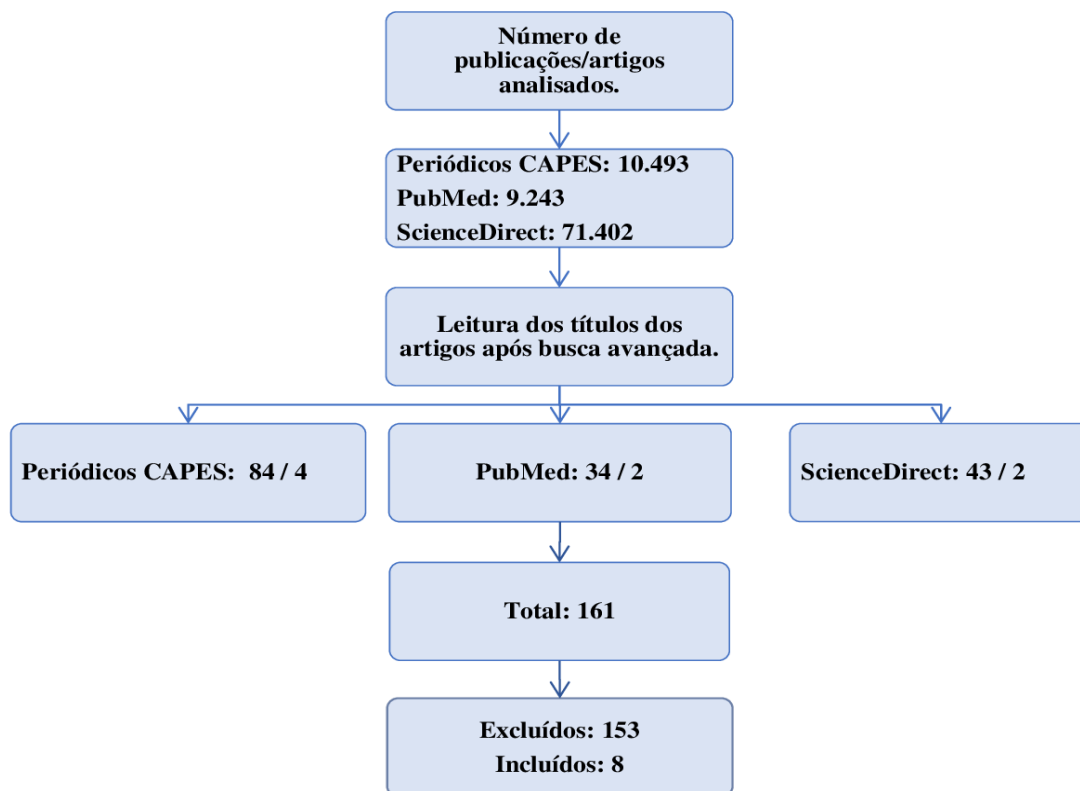 Número de
publicações/artigos
analisados.
Periódicos CAPES: 10.493
PubMed: 9.243
ScienceDirect: 71.402
Leitura dos títulos dos
artigos após busca avançada.
Periódicos CAPES:  84 / 4
PubMed: 34 / 2
ScienceDirect: 43 / 2
Total: 161
Excluídos: 153
Incluídos: 8